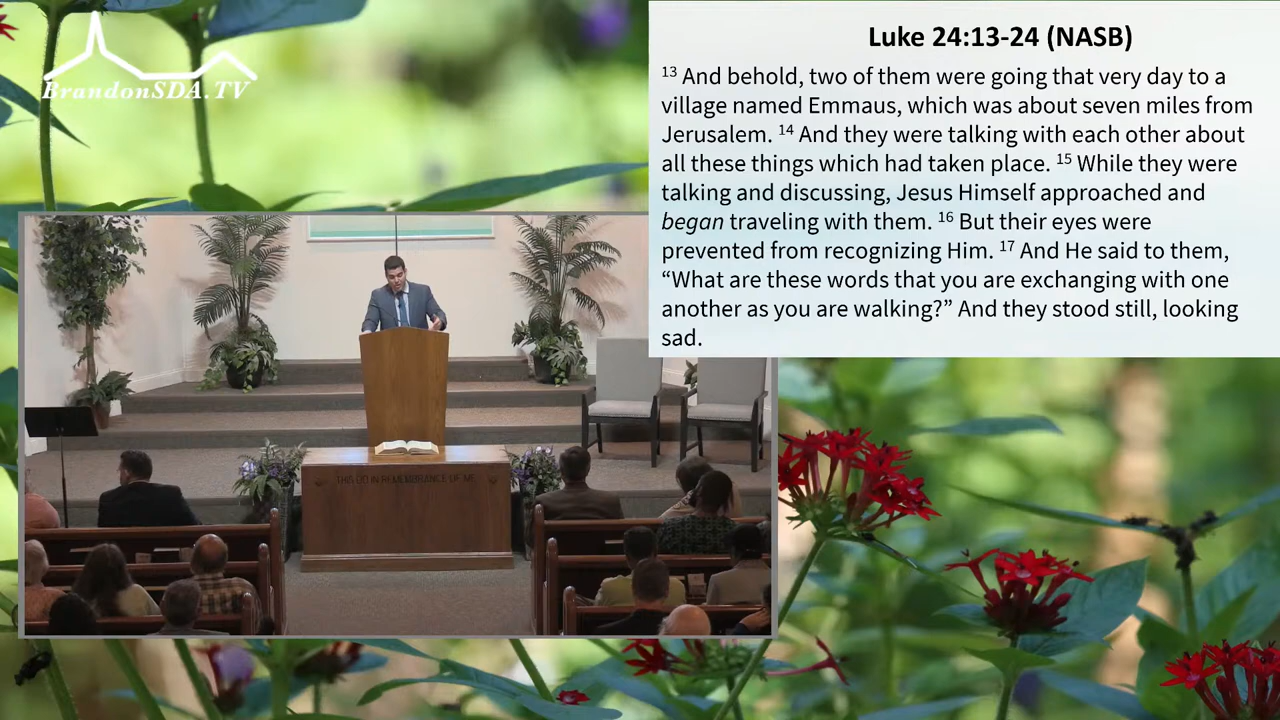 BrandonSDA.TV
Luke 24:13-24 (NASB)
13 And behold, two of them were going that very day to a
village named Emmaus, which was about seven miles from
Jerusalem. 14 And they were talking with each other about
all these things which had taken place. 15 While they were
talking and discussing, Jesus Himself approached and
began traveling with them. 16 But their eyes were
prevented from recognizing Him. 17 And He said to them,
“What are these words that you are exchanging with one
another as you are walking?” And they stood still, looking
sad.
THIS DO IN REMEMBRANCE OF ME